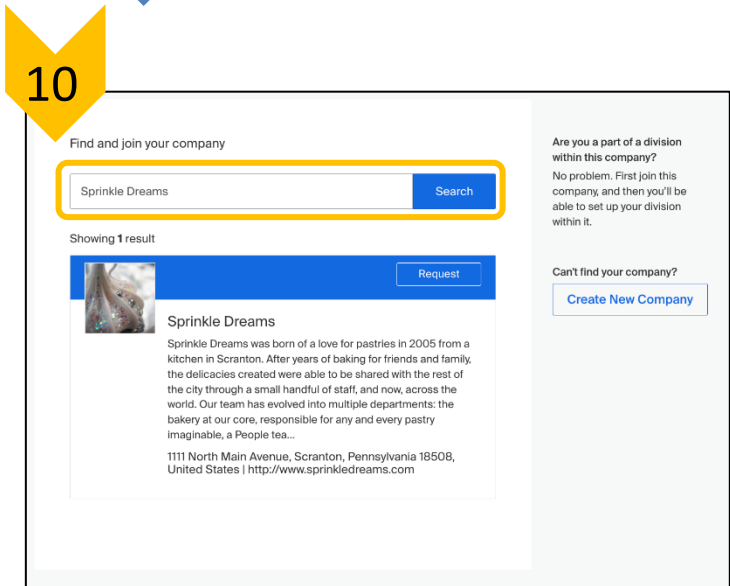 10
Find and join your company
Sprinkle Dreams
Search
Showing 1 result
Request
Sprinkle Dreams
Sprinkle Dreams was born of a love for pastries in 2005 from a
kitchen in Scranton. After years of baking for friends and family,
the delicacies created were able to be shared with the rest of
the city through a small handful of staff, and now, across the
world. Our team has evolved into multiple departments: the
bakery at our core, responsible for any and every pastry
imaginable, a People tea...
1111 North Main Avenue, Scranton, Pennsylvania 18508,
United States | http://www.sprinkledreams.com
Are you a part of a division
within this company?
No problem. First join this
company, and then you'll be
able to set up your division
within it.
Can't find your company?
Create New Company